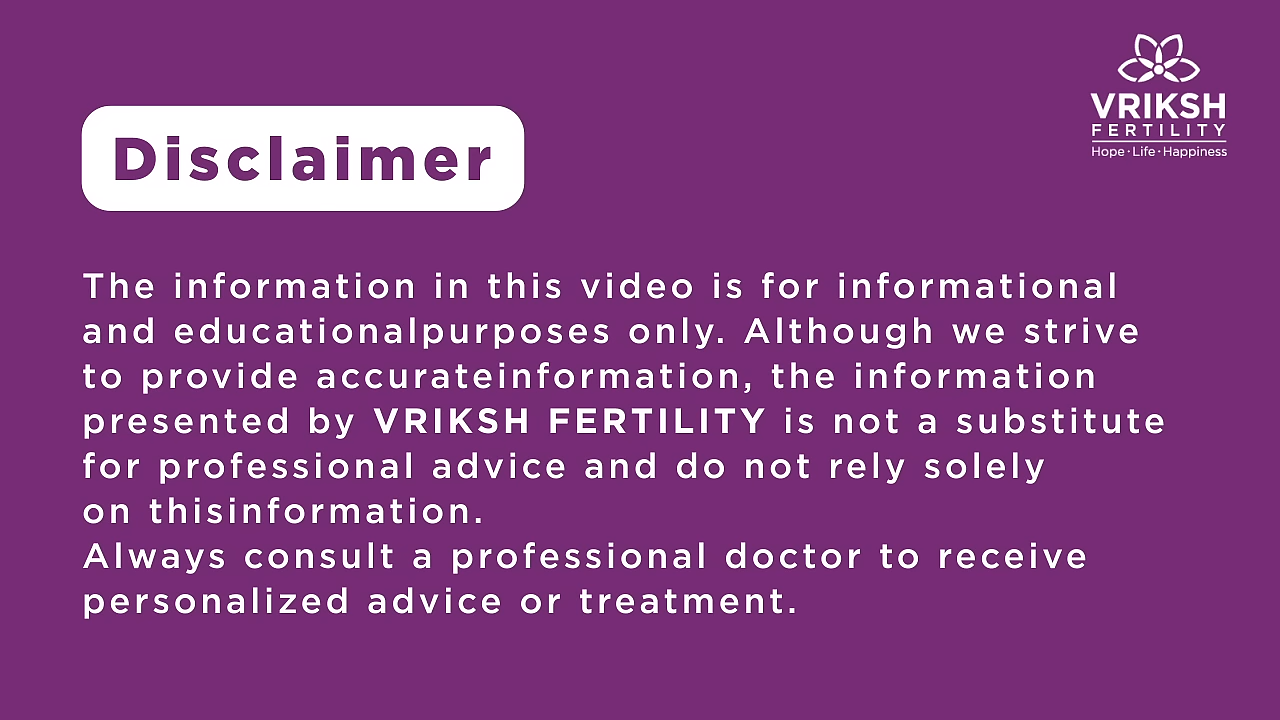 VRIKSH
FERTILITY
Hope·Life·Happiness
Disclaimer
The information in this video is for informational
and educationalpurposes only. Although we strive
to provide accurateinformation, the information
presented by VRIKSH FERTILITY is not a substitute
for professional advice and do not rely solely
on thisinformation.
Always consult a professional doctor to receive
personalized advice or treatment.